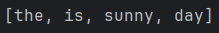 [the, is, sunny, day]